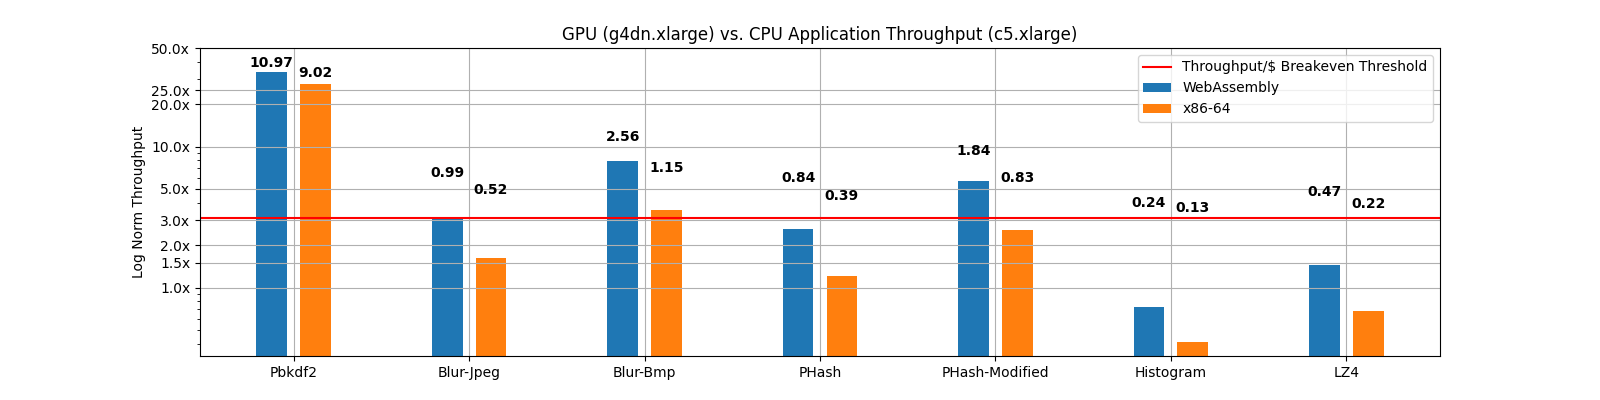 GPU (g4dn.xlarge) vs. CPU Application Throughput (c5.xlarge)
Log Norm Throughput
50.0x
25.0x
20.0x
10.0x
5.0x
3.0x
2.0x
1.5x
1.0x
10.97
9.02
0.99
0.52
2.56
1.15
0.84
0.39
1.84
0.83
0.24
0.13
0.47
0.22
Throughput/$ Breakeven Threshold
WebAssembly
x86-64
Pbkdf2
Blur-Jpeg
Blur-Bmp
PHash
PHash-Modified
Histogram
LZ4